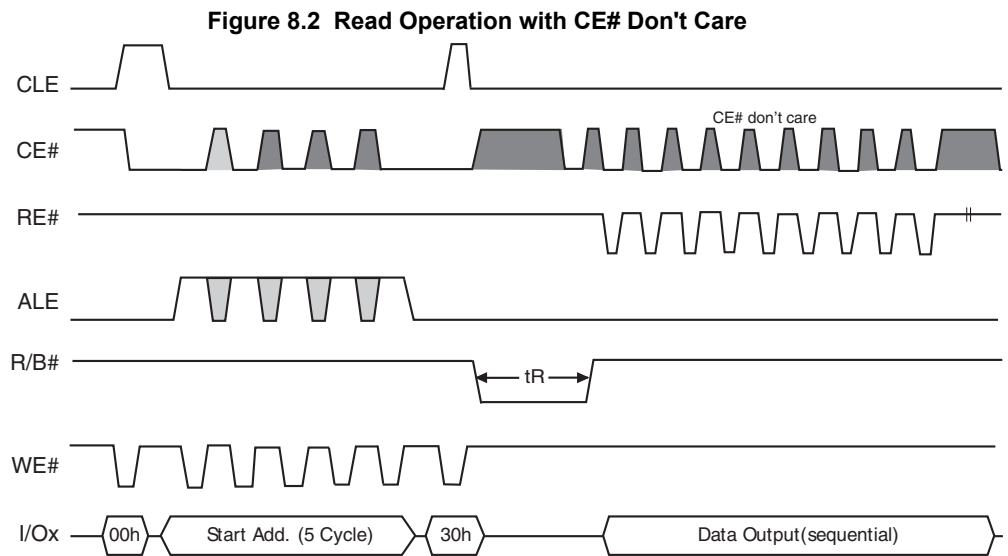 Figure 8.2 Read Operation with CE# Don't Care
CLE
CE# don't care
CE#
RE#
ALE
R/B#
tR
WE#
I/Ox
00h
Start Add. (5 Cycle)
30h
Data Output(sequential)